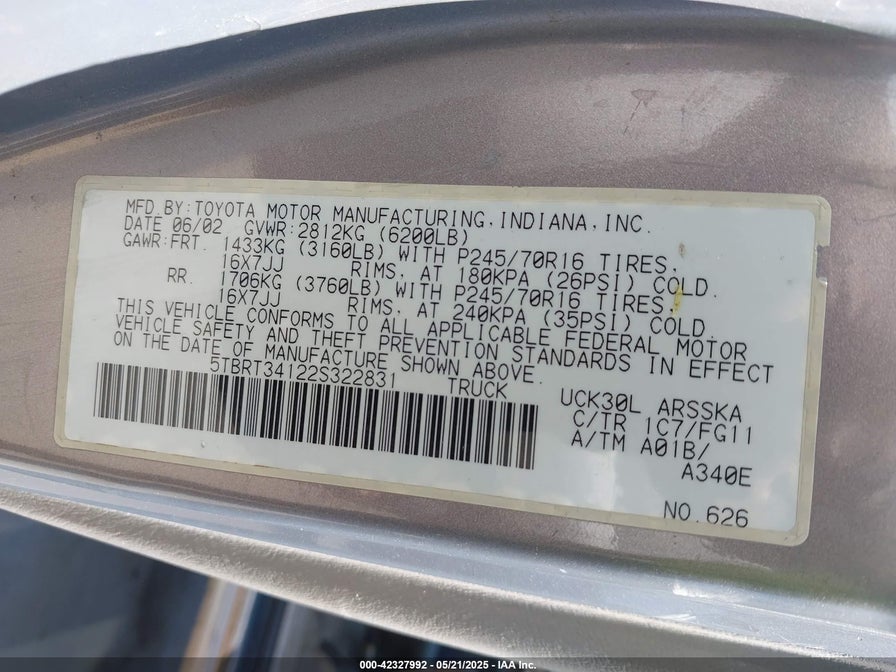 MFD BY:TOYOTA MOTOR MANUFACTURING,INDIANA,INC.
DATE 06/02 GVWR:2812KG (6200LB)
GAWR:FRT. 1433KG (3160LB) WITH P245/70R16 TIRES,
16X7JJ RIMS, AT 180KPA (26PSI) COLD.
RR. 1706KG (3760LB) WITH P245/70R16 TIRES,
16X7JJ RIMS, AT 240KPA (35PSI) COLD.
THIS VEHICLE CONFORMS TO ALL APPLICABLE FEDERAL MOTOR
VEHICLE SAFETY AND THEFT PREVENTION STANDARDS IN EFFECT
ON THE DATE OF MANUFACTURE SHOWN ABOVE.
5TBRT34122S322831 TRUCK
UCK30L ARSSKA
C/TR 1C7/FG11
A/TM A01B/
A340E
NO.626
000-42327992 - 05/21/2025 - IAA Inc.